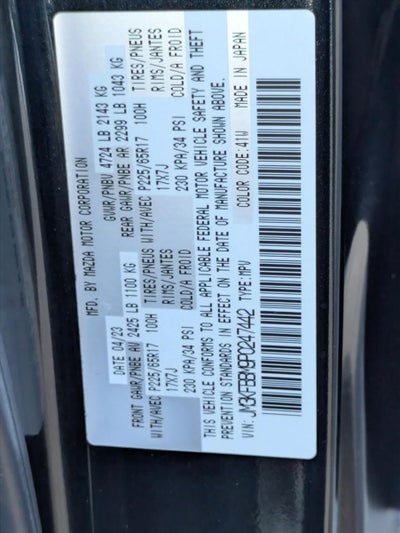 MFD. BY MAZDA MOTOR CORPORATION
DATE 04/23 GVWR/PNBV 4724 LB 2143 KG
FRONT GAWR/PNBE AV 2425 LB 1100 KG REAR GAWR/PNBE AR 2299 LB 1043 KG
WITH/AVEC P225/65R17 100H TIRES/PNEUS WITH/AVEC P225/65R17 100H TIRES/PNEUS
17X7J RIMS/JANTES 17X7J RIMS/JANTES
230 KPA/34 PSI COLD/A FROID 230 KPA/34 PSI COLD/A FROID
THIS VEHICLE CONFORMS TO ALL APPLICABLE FEDERAL MOTOR VEHICLE SAFETY AND THEFT
PREVENTION STANDARDS IN EFFECT ON THE DATE OF MANUFACTURE SHOWN ABOVE.
VIN: JM3KFBBM9P0247442 TYPE:MPV COLOR CODE:41W MADE IN JAPAN